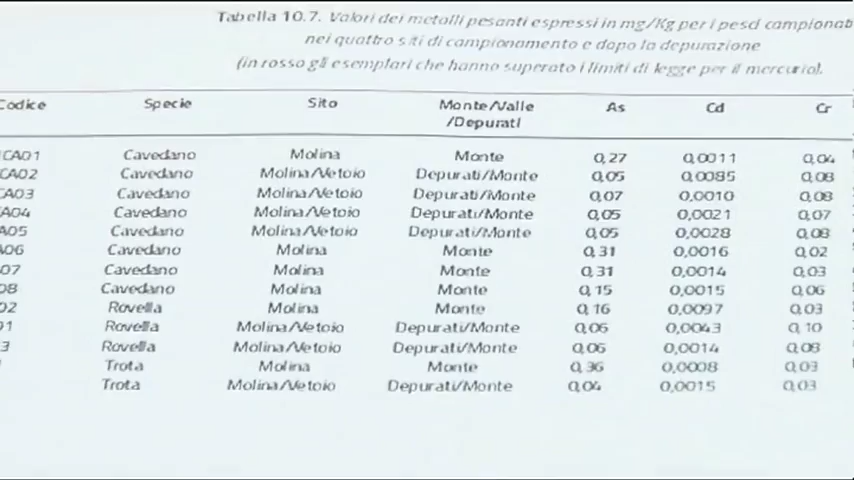 Tabella 10.7. Valori dei metalli pesanti espressi in mg/Kg per i pesci campionat
nei quattro siti di campionamento e dopo la depurazione
(in rosso gli esemplari che hanno superato i limiti di legge per il mercurio).
Codice Specie Sito Monte/Valle /Depurati As Cd Cr
CA01 Cavedano Molina Monte 0,27 0,0011 0,04
CA02 Cavedano Molina/Vetoio Depurati/Monte 0,05 0,0085 0,08
CA03 Cavedano Molina/Vetoio Depurati/Monte 0,07 0,0010 0,08
A04 Cavedano Molina/Vetoio Depurati/Monte 0,05 0,0021 0,07
A05 Cavedano Molina/Vetoio Depurati/Monte 0,05 0,0028 0,08
A06 Cavedano Molina Monte 0,31 0,0016 0,02
07 Cavedano Molina Monte 0,31 0,0014 0,03
08 Cavedano Molina Monte 0,15 0,0015 0,06
02 Rovella Molina Monte 0,16 0,0097 0,03
01 Rovella Molina/Vetoio Depurati/Monte 0,06 0,0043 0,10
3 Rovella Molina/Vetoio Depurati/Monte 0,06 0,0014 0,08
Trota Molina Monte 0,36 0,0008 0,03
Trota Molina/Vetoio Depurati/Monte 0,04 0,0015 0,03